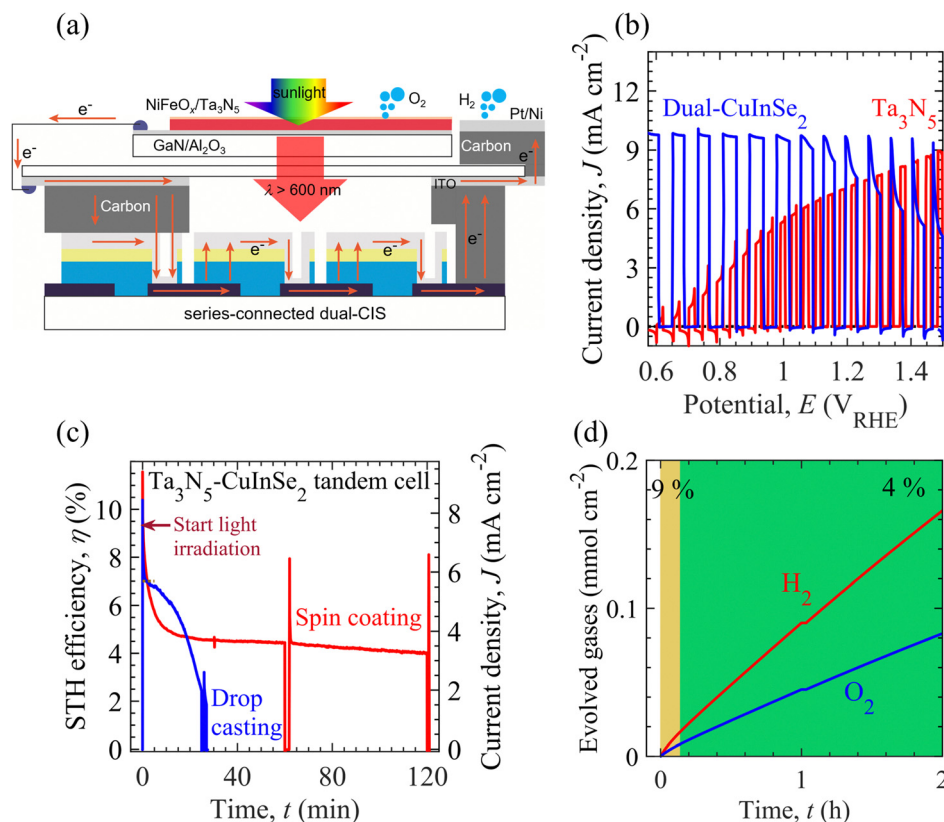 (a)
sunlight
NiFeOₓ/Ta₃N₅
O₂
H₂
Pt/Ni
e⁻
GaN/Al₂O₃
Carbon
e⁻
λ > 600 nm
ITO
Carbon
e⁻
e⁻
e⁻
series-connected dual-CIS
(b)
Current density, J (mA cm⁻²)
12
9
6
3
0
Dual-CuInSe₂
Ta₃N₅
0.6
0.8
1
1.2
1.4
Potential, E (V_RHE)
(c)
STH efficiency, η (%)
10
8
6
4
2
0
Ta₃N₅-CuInSe₂ tandem cell
Start light
irradiation
Spin coating
Drop
casting
8
6
4
2
0
Current density, J (mA cm⁻²)
0
40
80
120
Time, t (min)
(d)
Evolved gases (mmol cm⁻²)
0.2
0.1
0
9 %
4 %
H₂
O₂
0
1
2
Time, t (h)